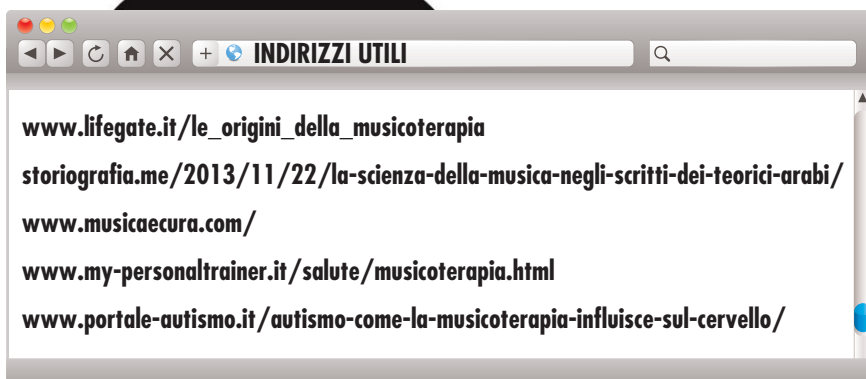 INDIRIZZI UTILI
www.lifegate.it/le_origini_della_musicoterapia
storiografia.me/2013/11/22/la-scienza-della-musica-negli-scritti-dei-teorici-arabi/
www.musicaecura.com/
www.my-personaltrainer.it/salute/musicoterapia.html
www.portale-autismo.it/autismo-come-la-musicoterapia-influisce-sul-cervello/